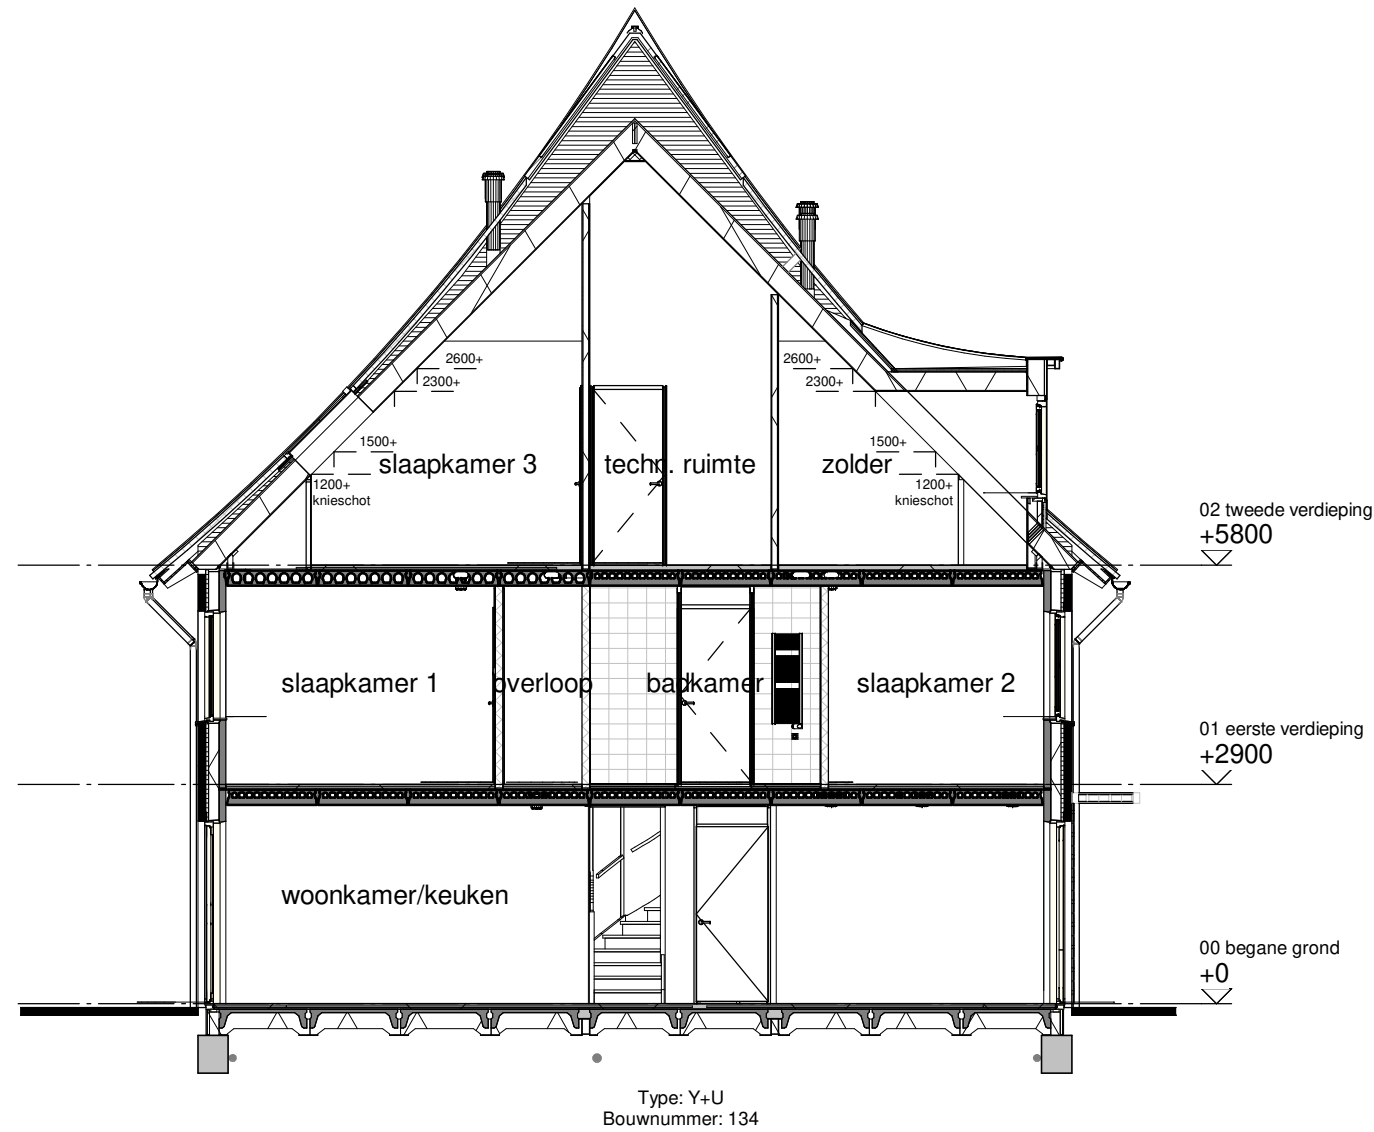 2600+
2300+
1500+
slaapkamer 3
1200+
knieschot
techn. ruimte
2600+
2300+
1500+
zolder
1200+
knieschot
02 tweede verdieping
+5800
slaapkamer 1
overloop
badkamer
slaapkamer 2
01 eerste verdieping
+2900
woonkamer/keuken
00 begane grond
+0
Type: Y+U
Bouwnummer: 134